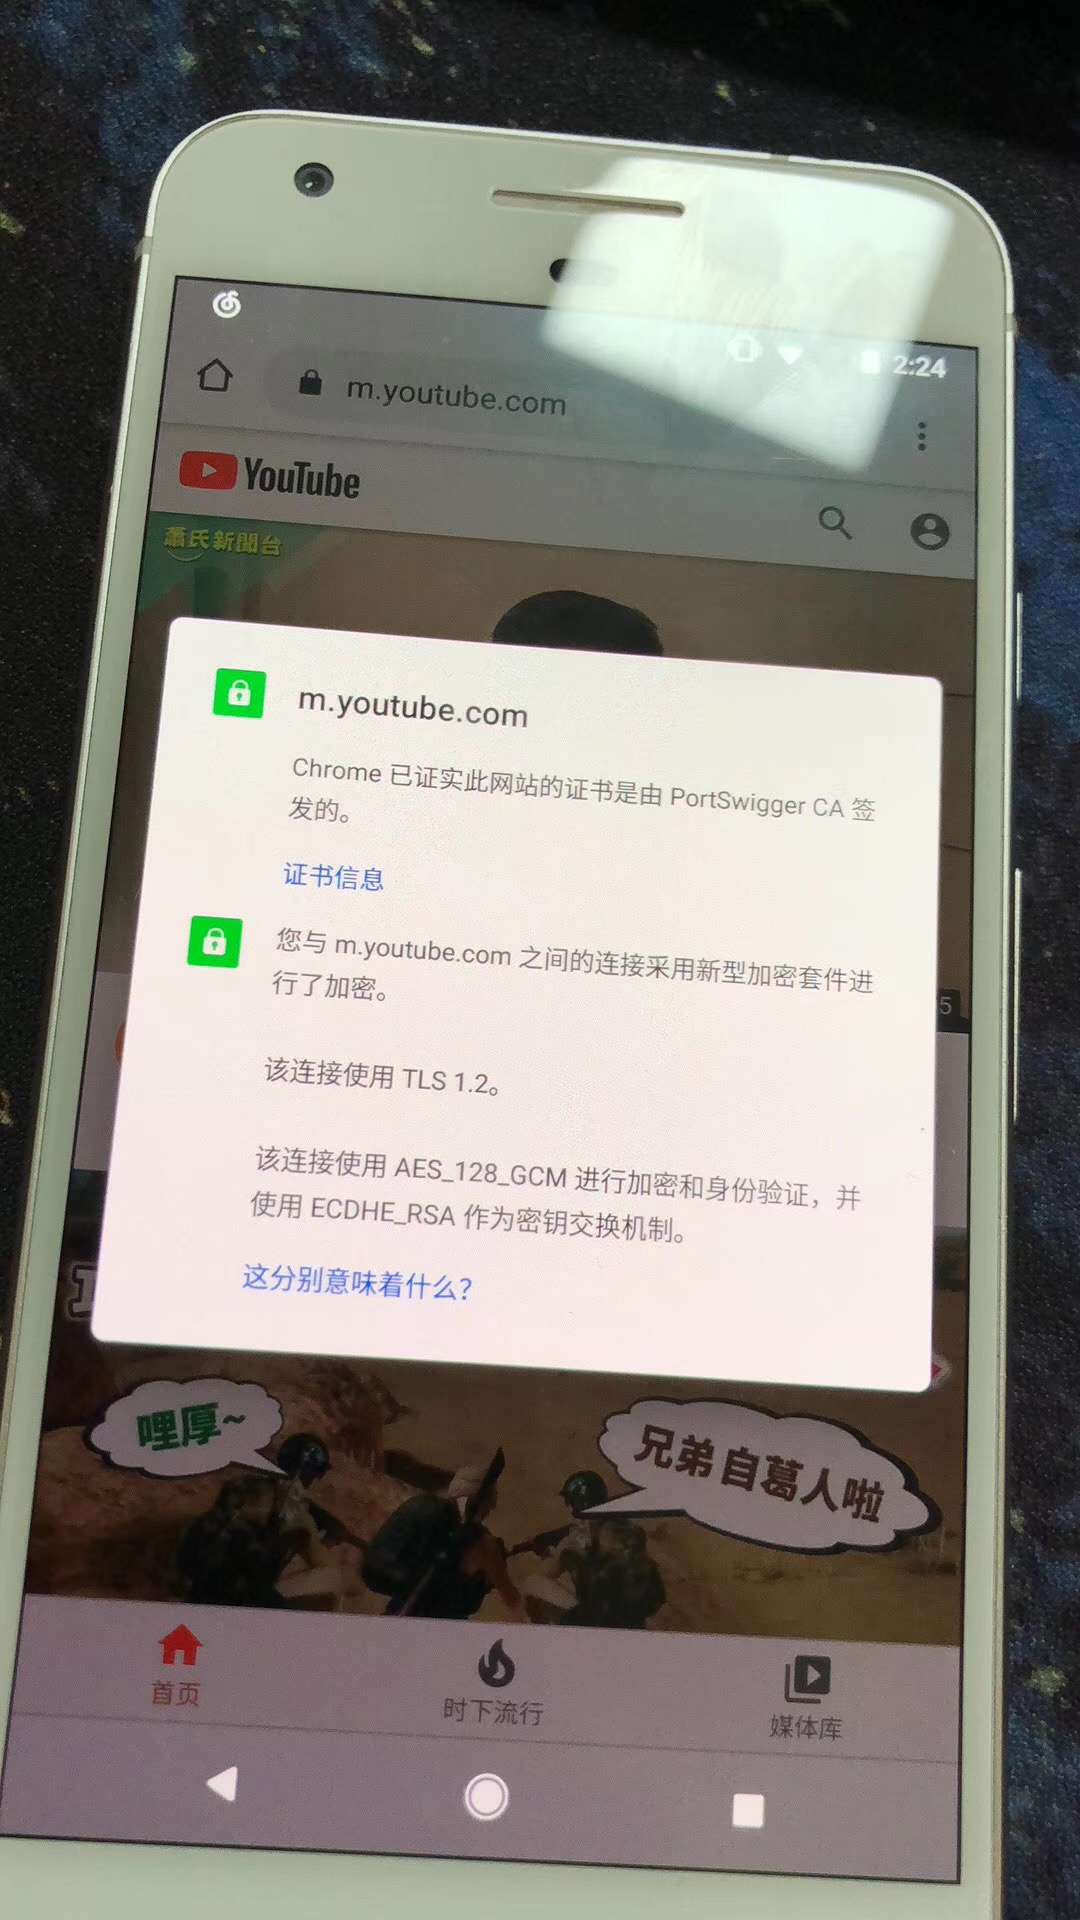 2:24
m.youtube.com
YouTube
蕭氏新聞台
m.youtube.com
Chrome 已证实此网站的证书是由 PortSwigger CA 签
发的。
证书信息
您与 m.youtube.com 之间的连接采用新型加密套件进
行了加密。
5
该连接使用 TLS 1.2。
该连接使用 AES_128_GCM 进行加密和身份验证，并
使用 ECDHE_RSA 作为密钥交换机制。
这分别意味着什么？
哩厚~
兄弟自葛人啦
首页
时下流行
媒体库